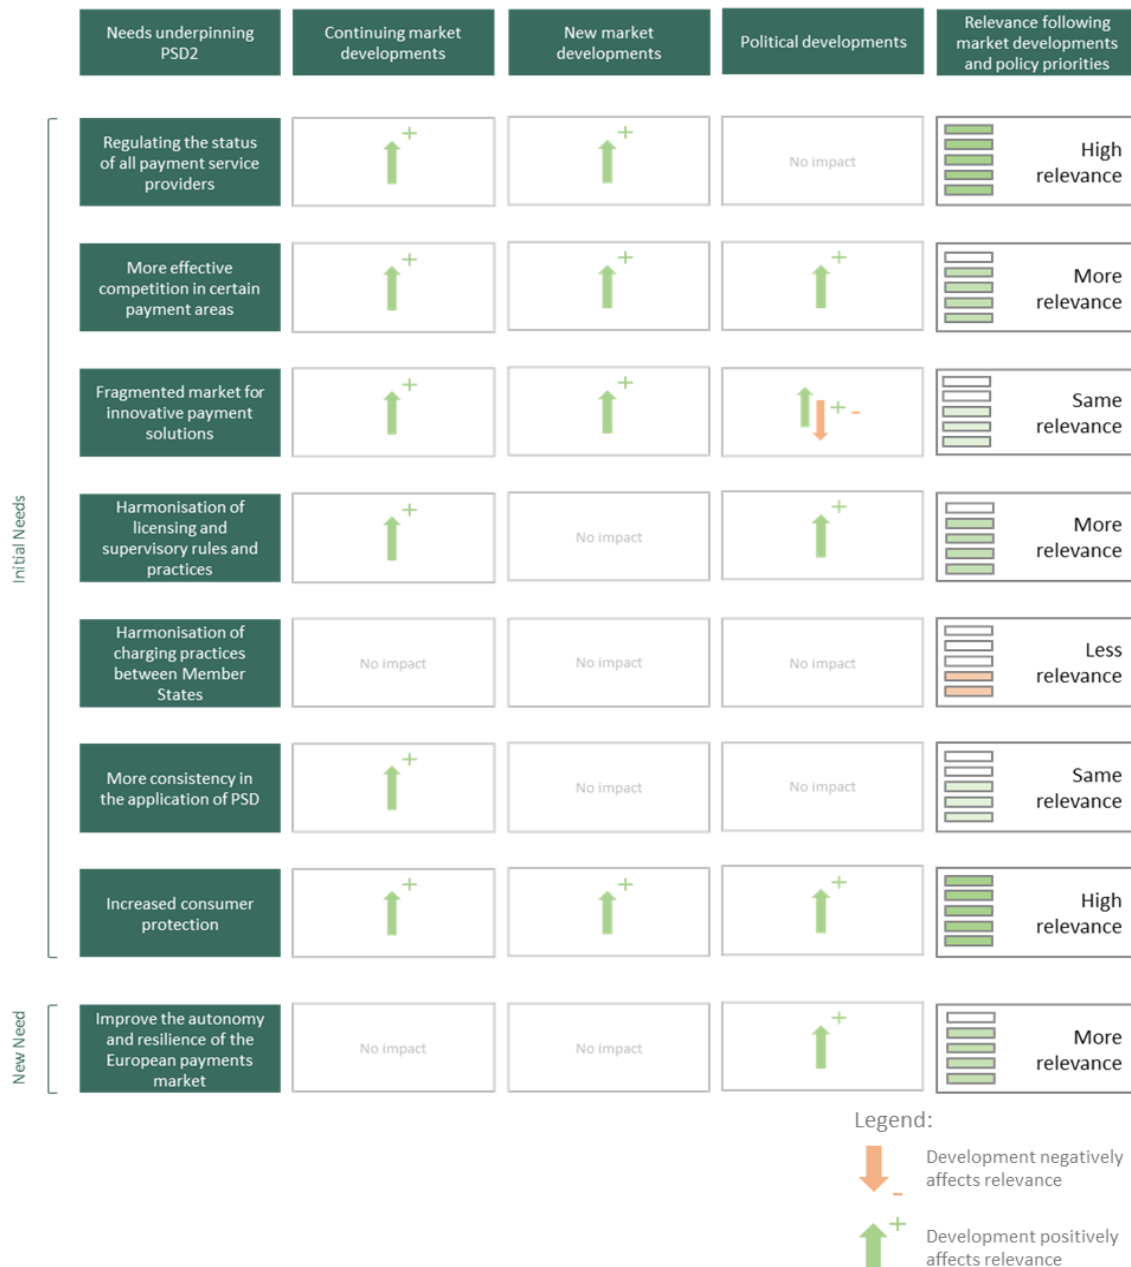 Needs underpinning
PSD2
Continuing market
developments
New market
developments
Political developments
Relevance following
market developments
and policy priorities
Initial Needs
Regulating the status
of all payment service
providers
+
+
No impact
High
relevance
More effective
competition in certain
payment areas
+
+
+
More
relevance
Fragmented market for
innovative payment
solutions
+
+
+ -
Same
relevance
Harmonisation of
licensing and
supervisory rules and
practices
+
No impact
+
More
relevance
Harmonisation of
charging practices
between Member
States
No impact
No impact
No impact
Less
relevance
More consistency in
the application of PSD
+
No impact
No impact
Same
relevance
Increased consumer
protection
+
+
+
High
relevance
New Need
Improve the autonomy
and resilience of the
European payments
market
No impact
No impact
+
More
relevance
Legend:
-
Development negatively
affects relevance
+
Development positively
affects relevance